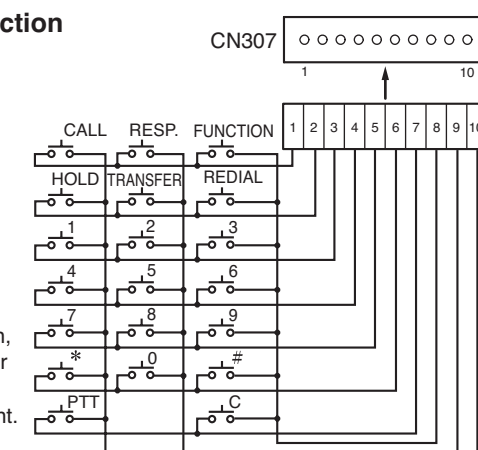 ction
CN307
1 10
1 2 3 4 5 6 7 8 9 10
CALL RESP. FUNCTION
HOLD TRANSFER REDIAL
1 2 3
4 5 6
7 8 9
n,
* 0 #
r
PTT C
nt.